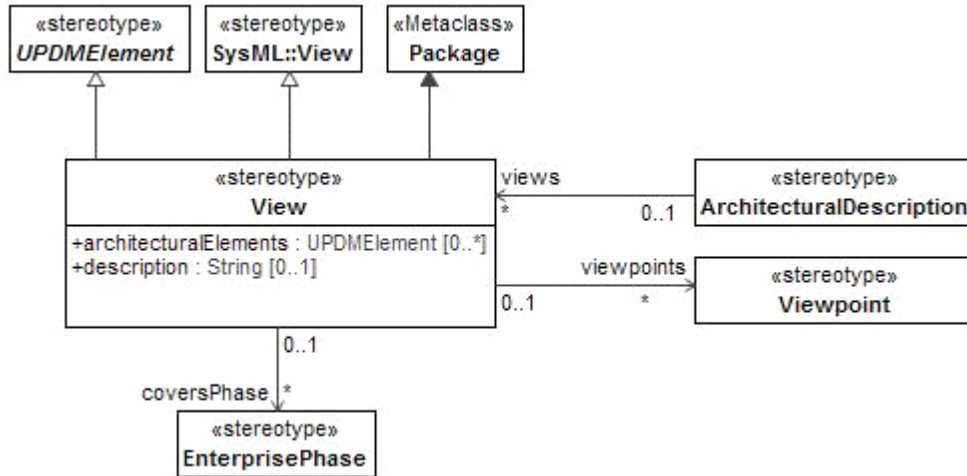 «stereotype»
UPDMElement
«stereotype»
SysML::View
«Metaclass»
Package
«stereotype»
View
+architecturalElements : UPDMElement [0..*]
+description : String [0..1]
views
*
0..1
«stereotype»
ArchitecturalDescription
viewpoints
0..1
*
«stereotype»
Viewpoint
0..1
coversPhase
*
«stereotype»
EnterprisePhase